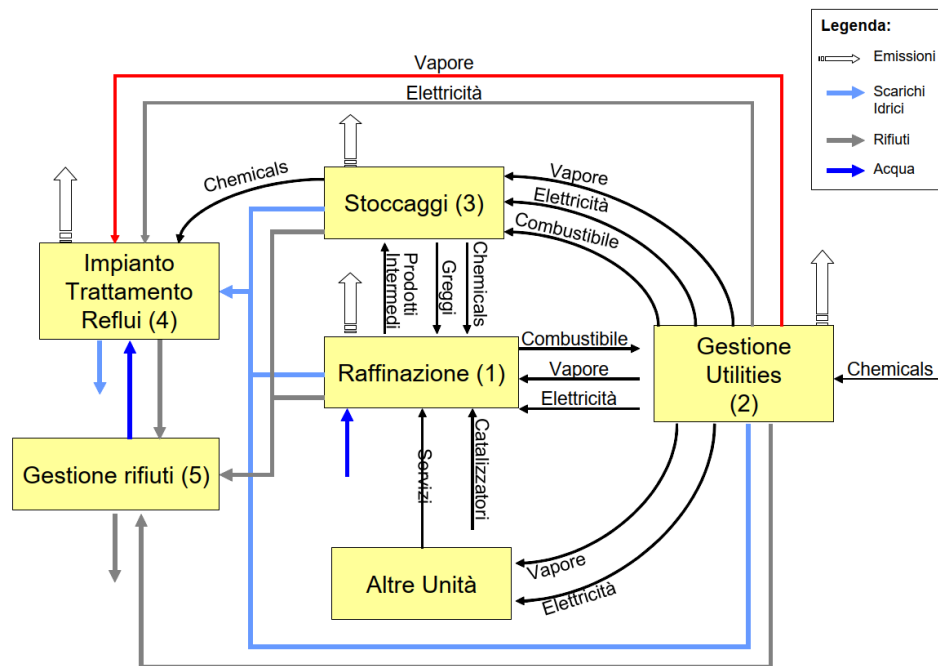 Legenda:
Emissioni
Scarichi
Idrici
Rifiuti
Acqua
Vapore
Elettricità
Chemicals
Stoccaggi (3)
Vapore
Elettricità
Combustibile
Impianto
Trattamento
Reflui (4)
Prodotti
Intermedi
Greggi
Chemicals
Raffinazione (1)
Combustibile
Vapore
Elettricità
Gestione
Utilities
(2)
Chemicals
Gestione rifiuti (5)
Servizi
Catalizzatori
Altre Unità
Vapore
Elettricità